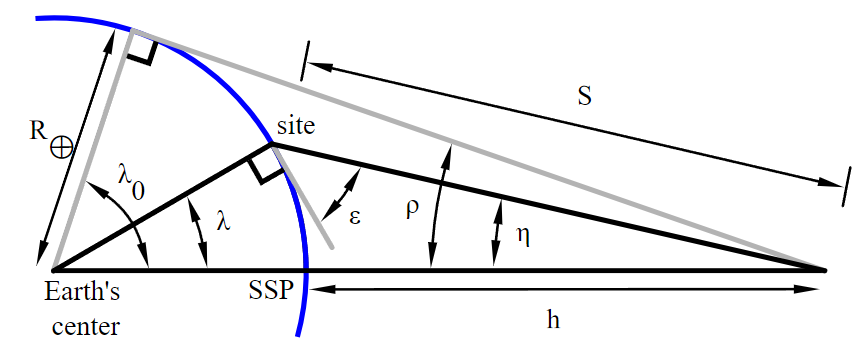 S
R⊕
site
λ0
λ
ε
ρ
η
Earth's
center
SSP
h